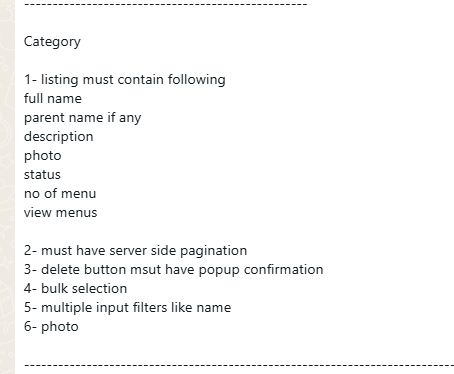 ------------------------------------------------
Category
1- listing must contain following
full name
parent name if any
description
photo
status
no of menu
view menus
2- must have server side pagination
3- delete button msut have popup confirmation
4- bulk selection
5- multiple input filters like name
6- photo
-------------------------------------------------------------------------